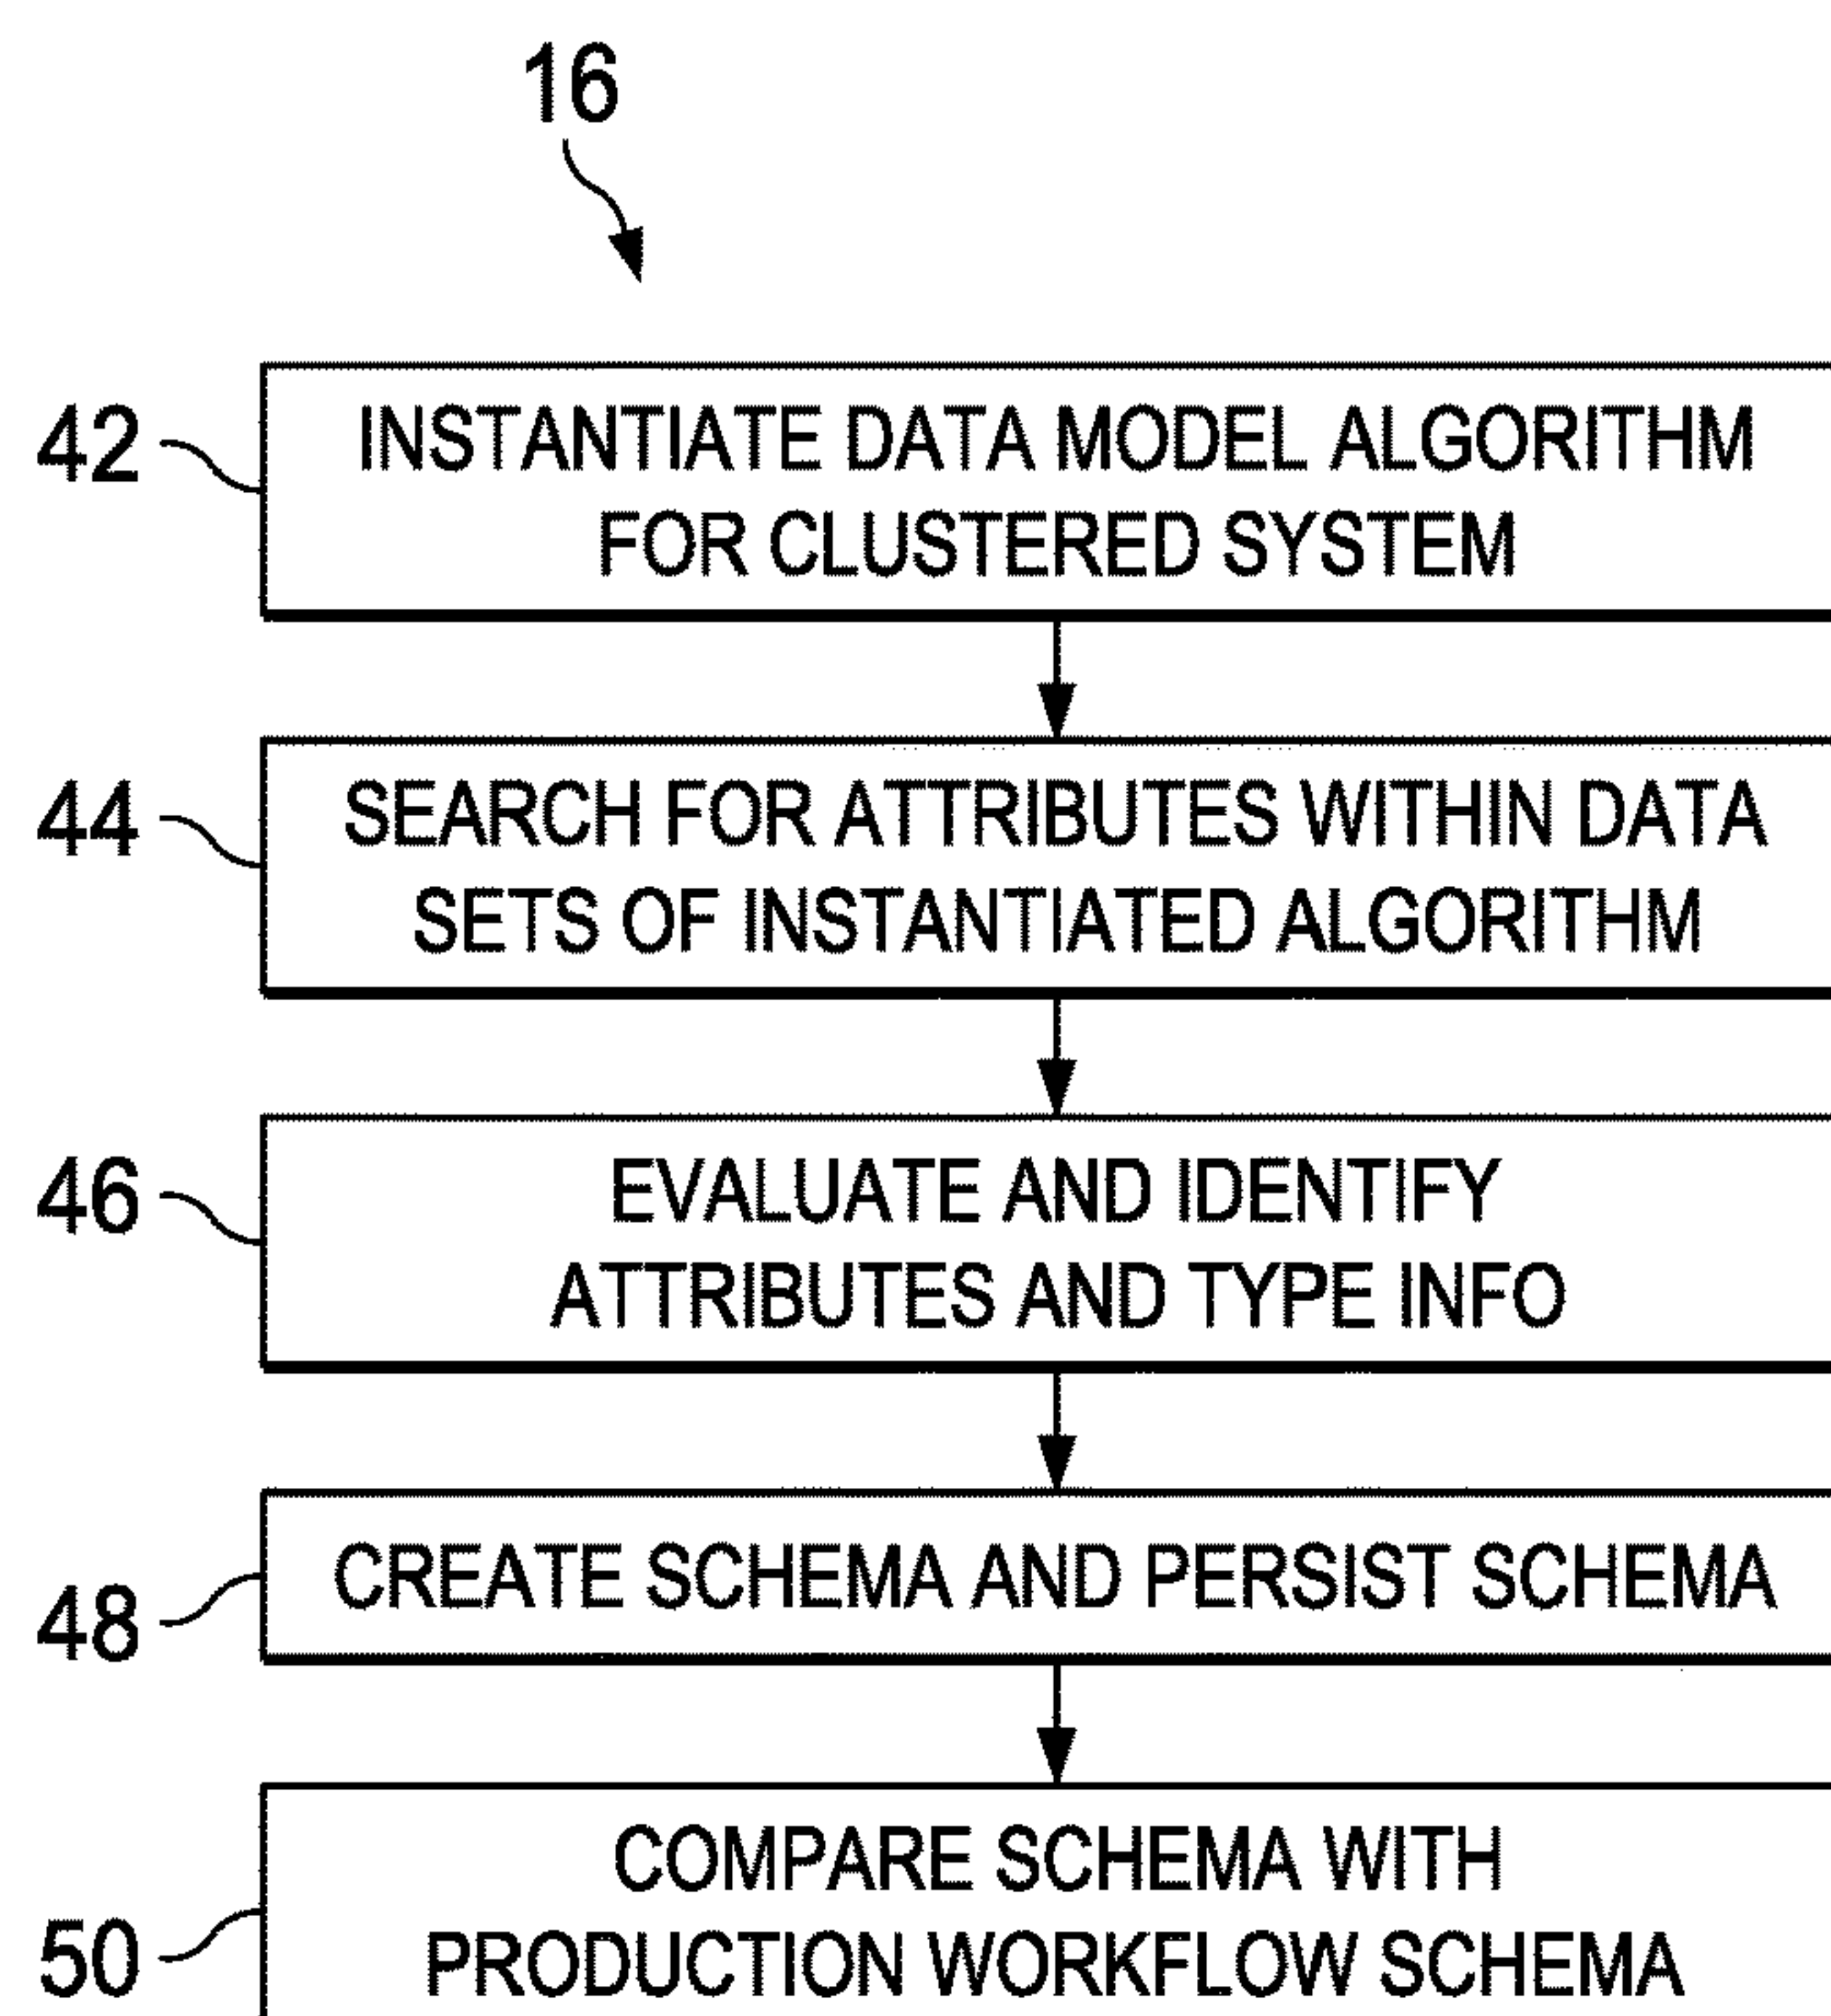 16
42
INSTANTIATE DATA MODEL ALGORITHM
FOR CLUSTERED SYSTEM
44
SEARCH FOR ATTRIBUTES WITHIN DATA
SETS OF INSTANTIATED ALGORITHM
46
EVALUATE AND IDENTIFY
ATTRIBUTES AND TYPE INFO
48
CREATE SCHEMA AND PERSIST SCHEMA
50
COMPARE SCHEMA WITH
PRODUCTION WORKFLOW SCHEMA